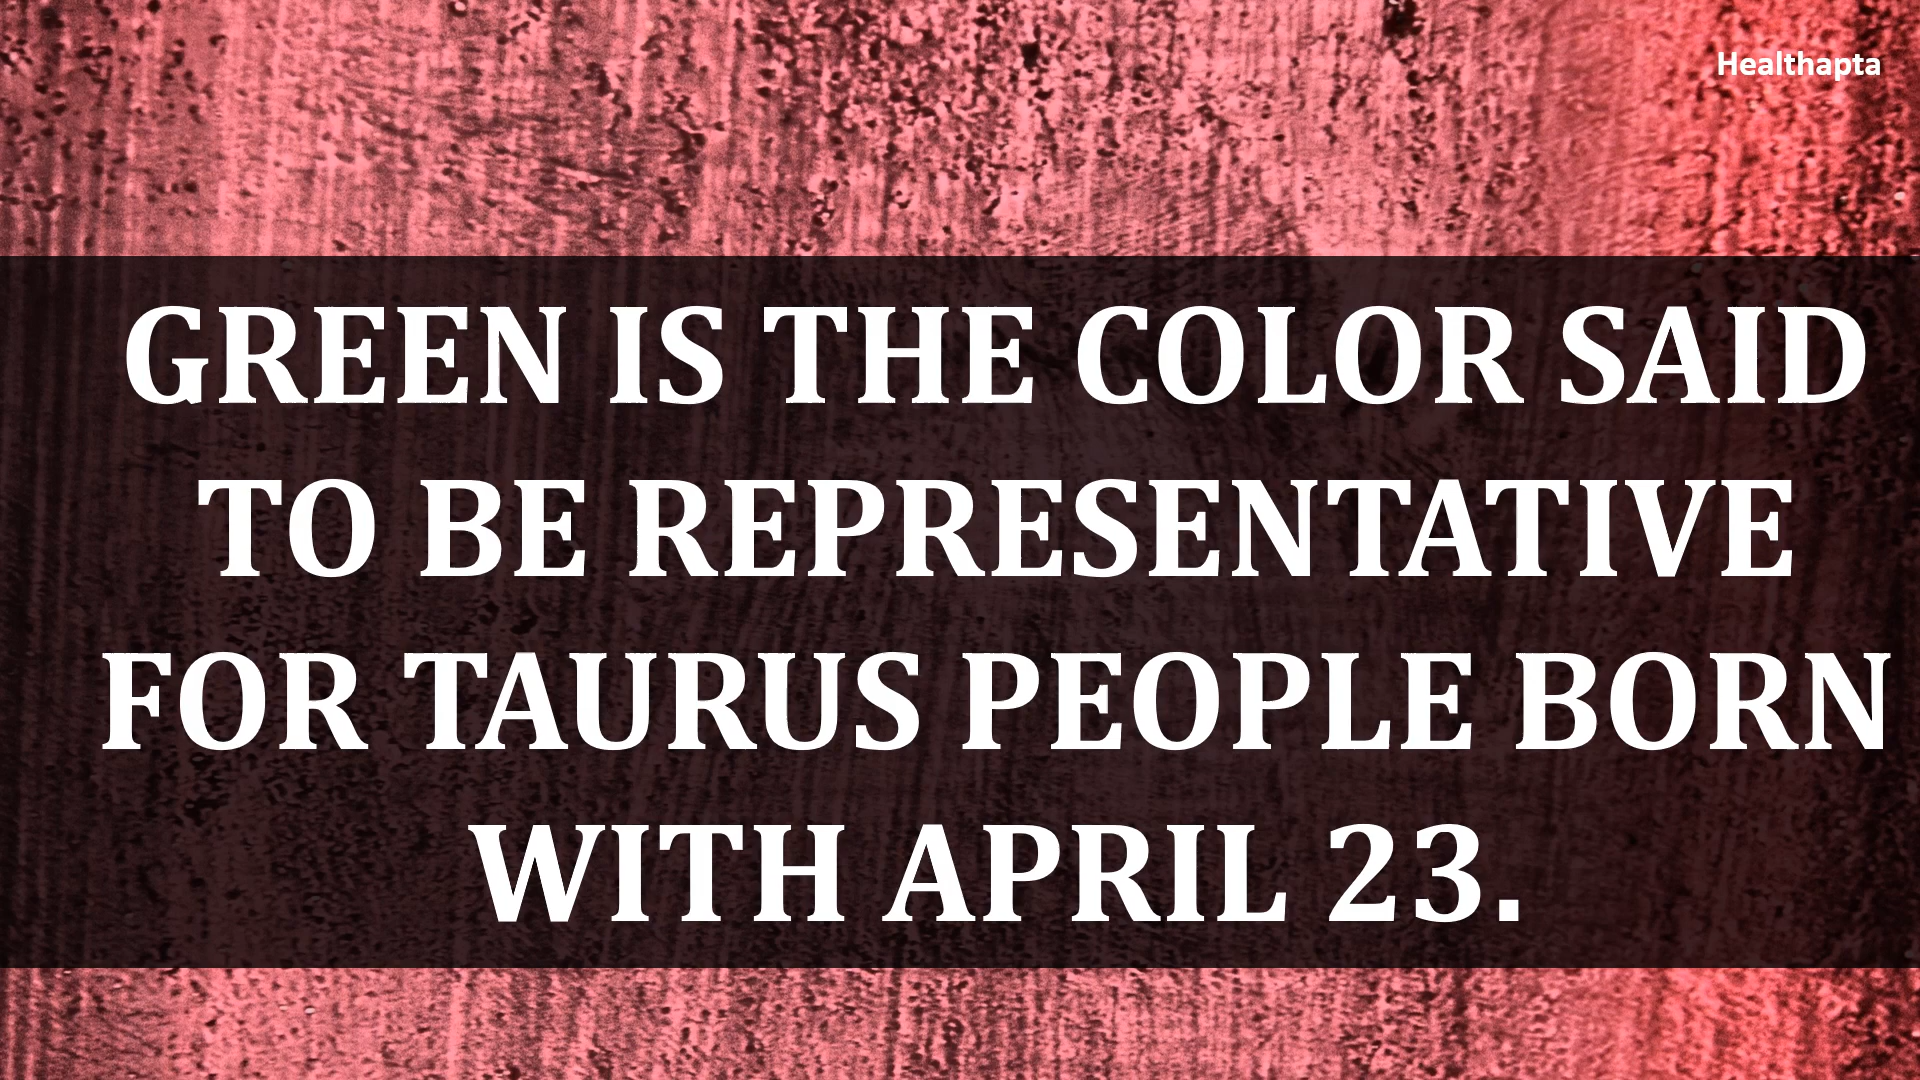 Healthapta
GREEN IS THE COLOR SAID
TO BE REPRESENTATIVE
FOR TAURUS PEOPLE BORN
WITH APRIL 23.